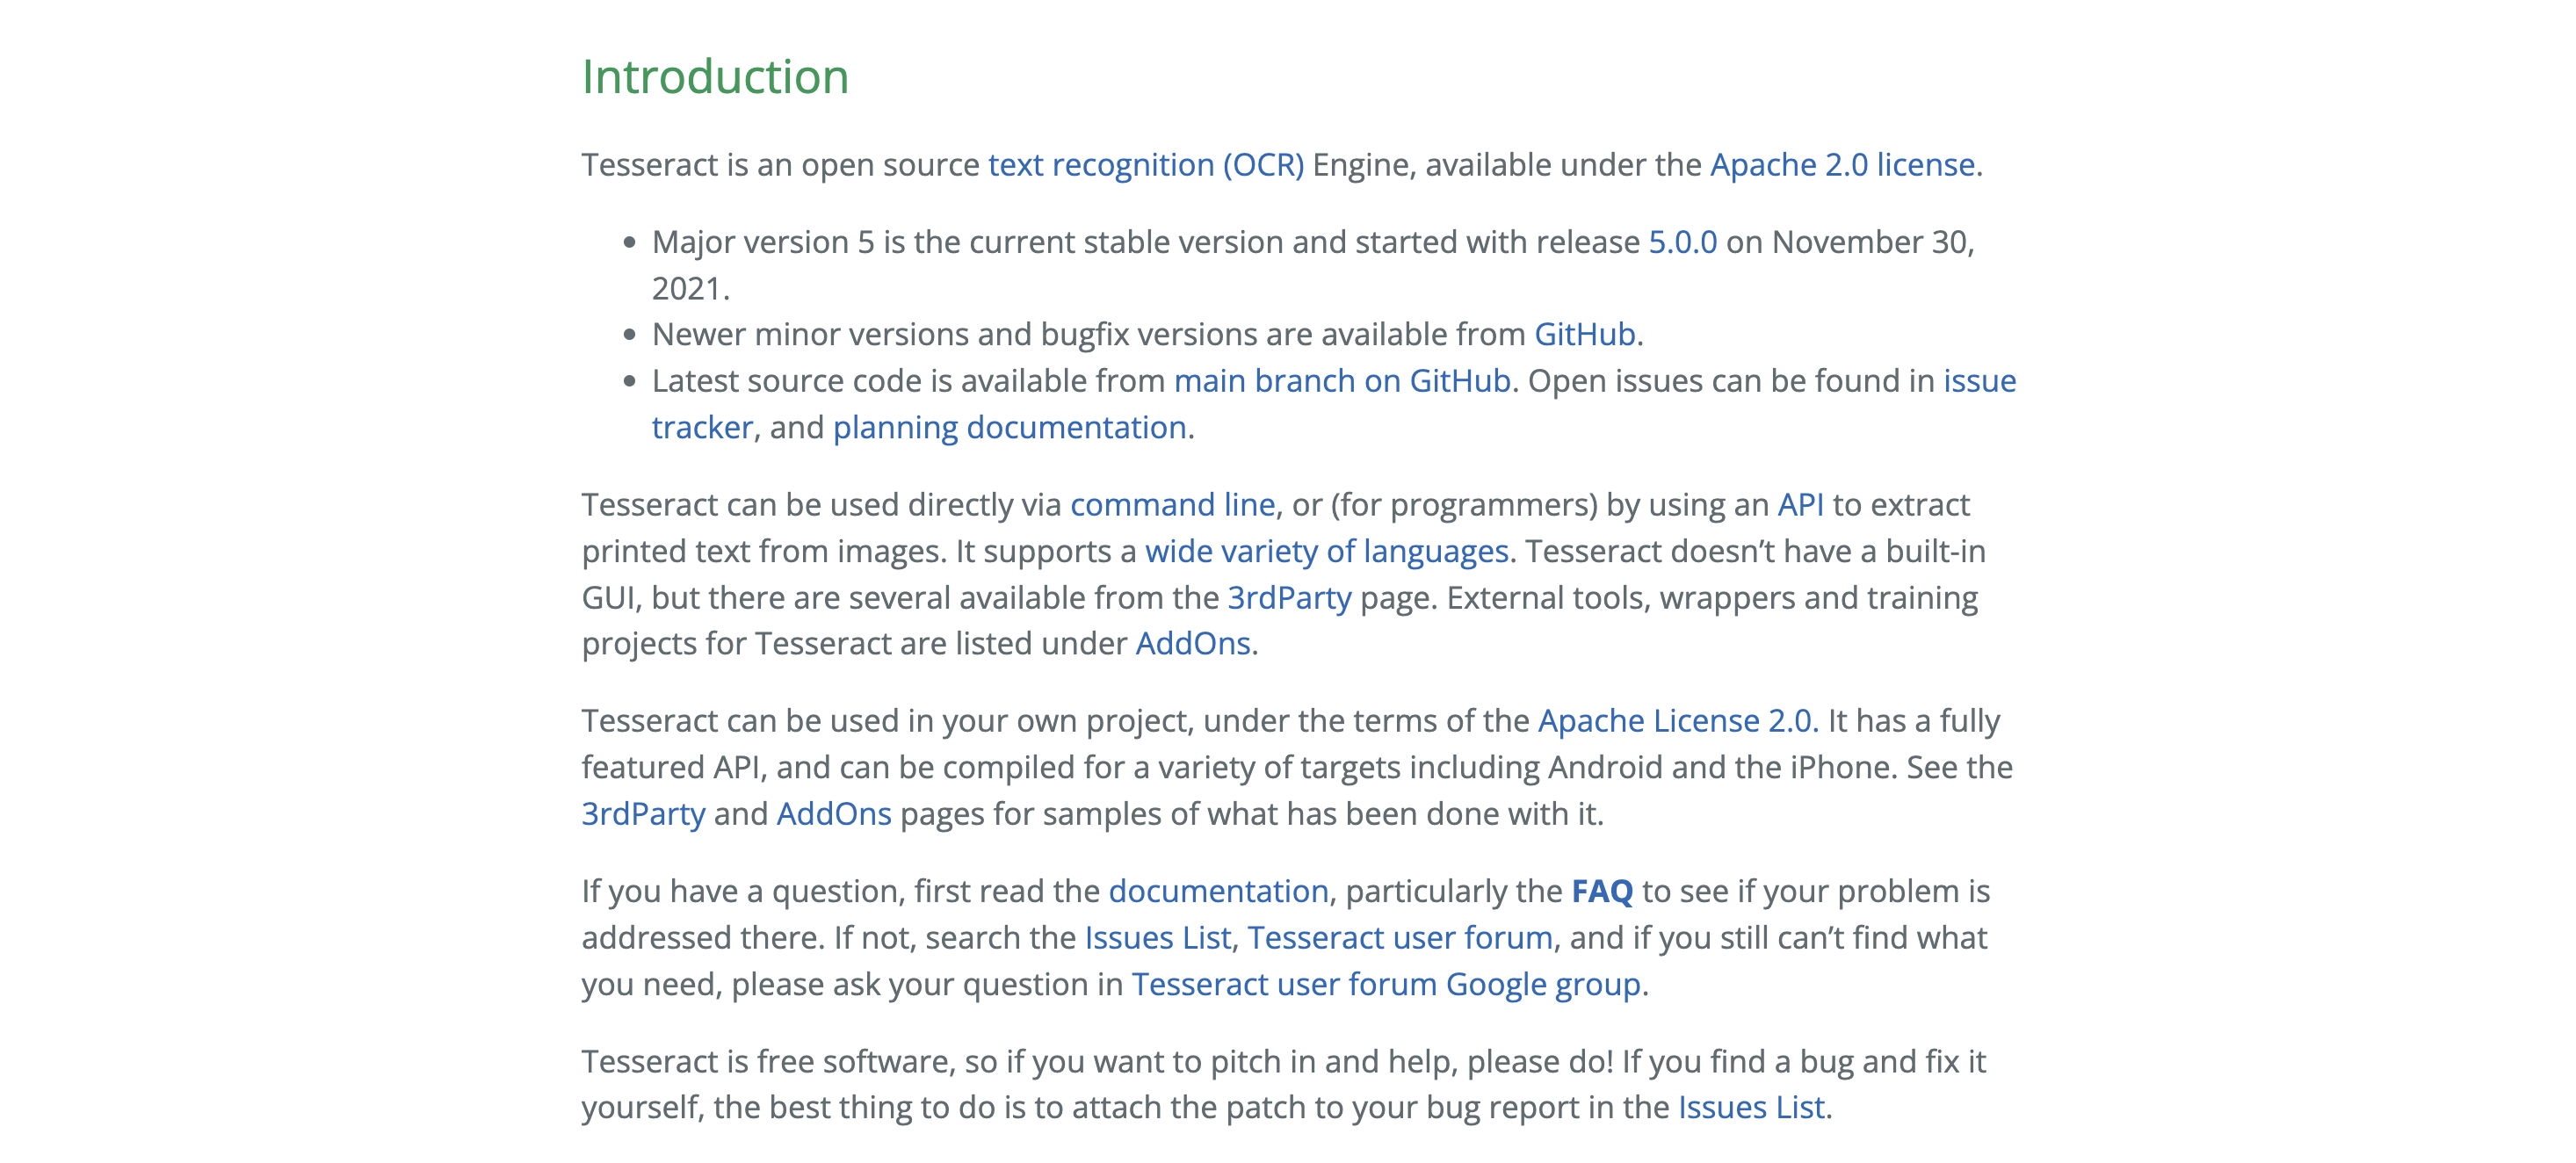 Introduction
Tesseract is an open source text recognition (OCR) Engine, available under the Apache 2.0 license.
• Major version 5 is the current stable version and started with release 5.0.0 on November 30,
2021.
• Newer minor versions and bugfix versions are available from GitHub.
• Latest source code is available from main branch on GitHub. Open issues can be found in issue
tracker, and planning documentation.
Tesseract can be used directly via command line, or (for programmers) by using an API to extract
printed text from images. It supports a wide variety of languages. Tesseract doesn’t have a built-in
GUI, but there are several available from the 3rdParty page. External tools, wrappers and training
projects for Tesseract are listed under AddOns.
Tesseract can be used in your own project, under the terms of the Apache License 2.0. It has a fully
featured API, and can be compiled for a variety of targets including Android and the iPhone. See the
3rdParty and AddOns pages for samples of what has been done with it.
If you have a question, first read the documentation, particularly the FAQ to see if your problem is
addressed there. If not, search the Issues List, Tesseract user forum, and if you still can’t find what
you need, please ask your question in Tesseract user forum Google group.
Tesseract is free software, so if you want to pitch in and help, please do! If you find a bug and fix it
yourself, the best thing to do is to attach the patch to your bug report in the Issues List.